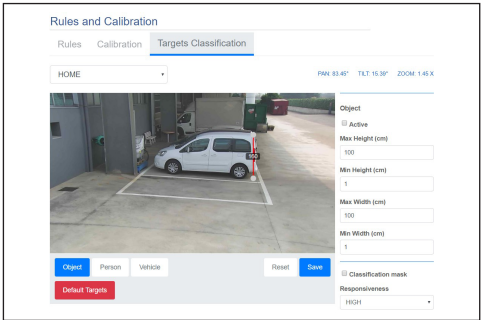 Rules and Calibration
Rules Calibration Targets Classification
HOME
PAN: 83.45° TILT: 15.39° ZOOM: 1.45 X
Object
Active
Max Height (cm)
100
Min Height (cm)
1
Max Width (cm)
100
Min Width (cm)
1
Object Person Vehicle Reset Save
Default Targets
Classification mask
Responsiveness
HIGH